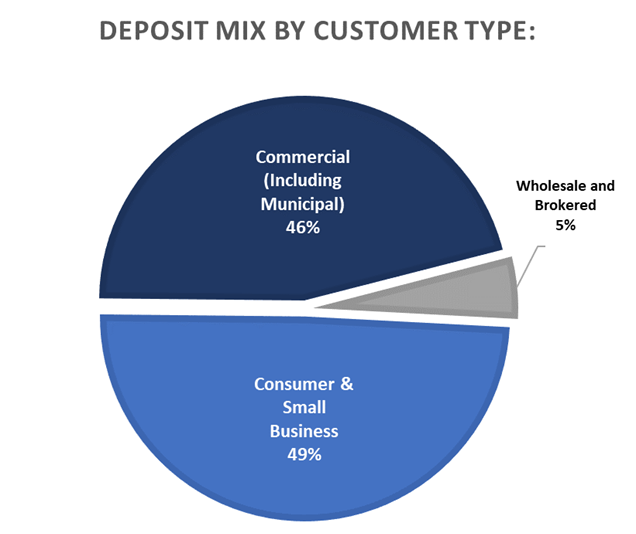 DEPOSIT MIX BY CUSTOMER TYPE:
Commercial
(Including
Municipal)
46%
Wholesale and
Brokered
5%
Consumer &
Small
Business
49%